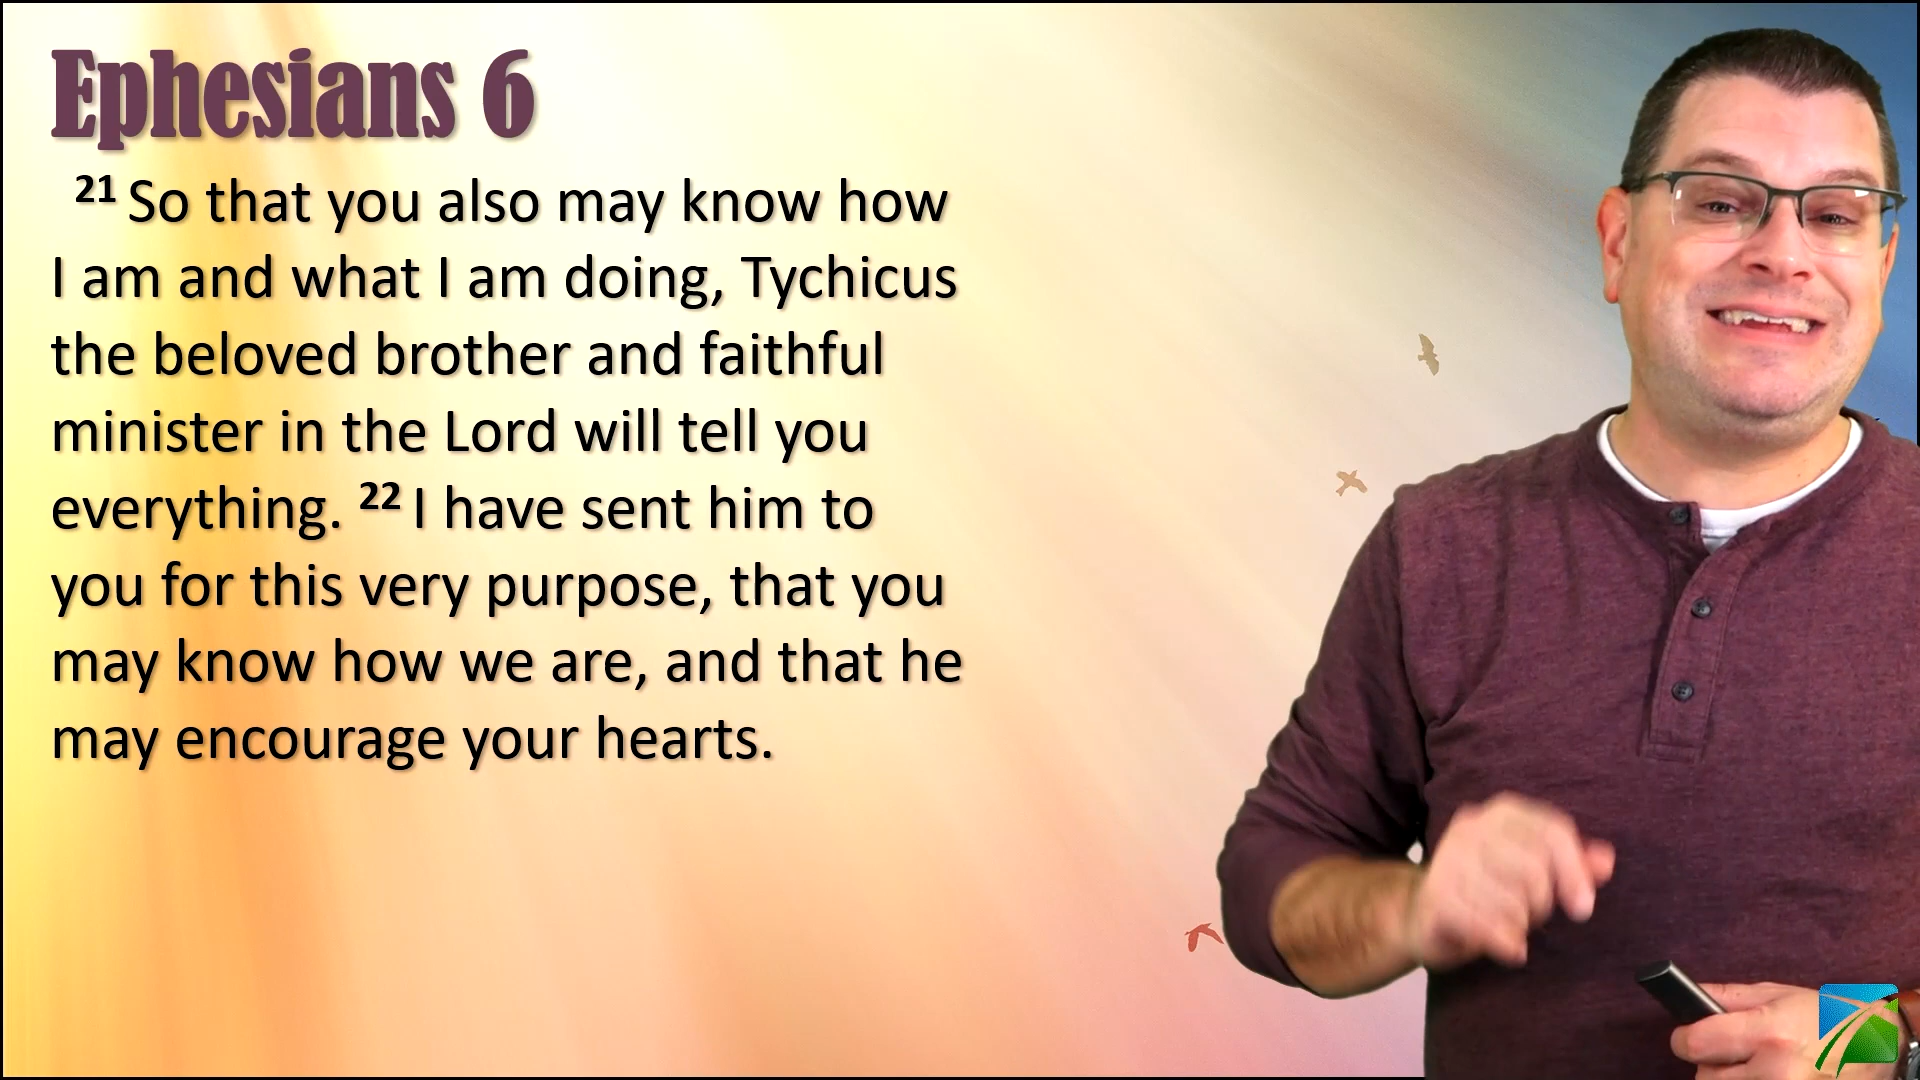 Ephesians 6
21 So that you also may know how
I am and what I am doing, Tychicus
the beloved brother and faithful
minister in the Lord will tell you
everything. 22 I have sent him to
you for this very purpose, that you
may know how we are, and that he
may encourage your hearts.